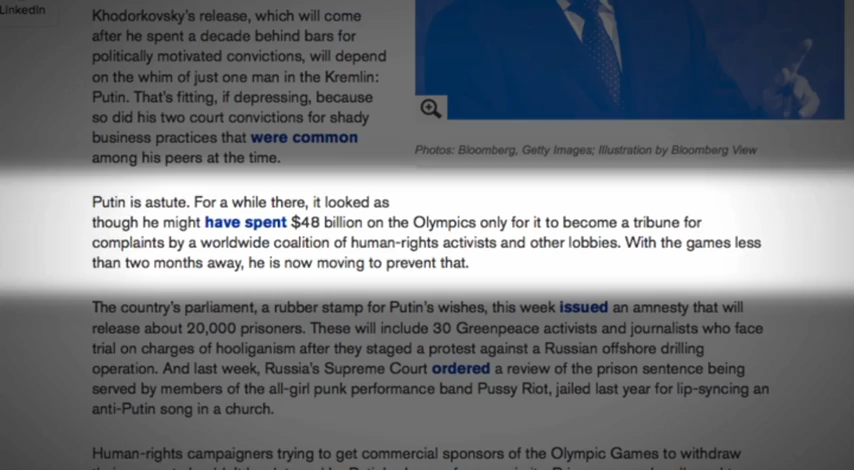 LinkedIn
Khodorkovsky's release, which will come
after he spent a decade behind bars for
politically motivated convictions, will depend
on the whim of just one man in the Kremlin:
Putin. That's fitting, if depressing, because
so did his two court convictions for shady
business practices that were common
among his peers at the time.
Photos: Bloomberg, Getty Images; Illustration by Bloomberg View
Putin is astute. For a while there, it looked as
though he might have spent $48 billion on the Olympics only for it to become a tribune for
complaints by a worldwide coalition of human-rights activists and other lobbies. With the games less
than two months away, he is now moving to prevent that.
The country's parliament, a rubber stamp for Putin's wishes, this week issued an amnesty that will
release about 20,000 prisoners. These will include 30 Greenpeace activists and journalists who face
trial on charges of hooliganism after they staged a protest against a Russian offshore drilling
operation. And last week, Russia's Supreme Court ordered a review of the prison sentence being
served by members of the all-girl punk performance band Pussy Riot, jailed last year for lip-syncing an
anti-Putin song in a church.
Human-rights campaigners trying to get commercial sponsors of the Olympic Games to withdraw